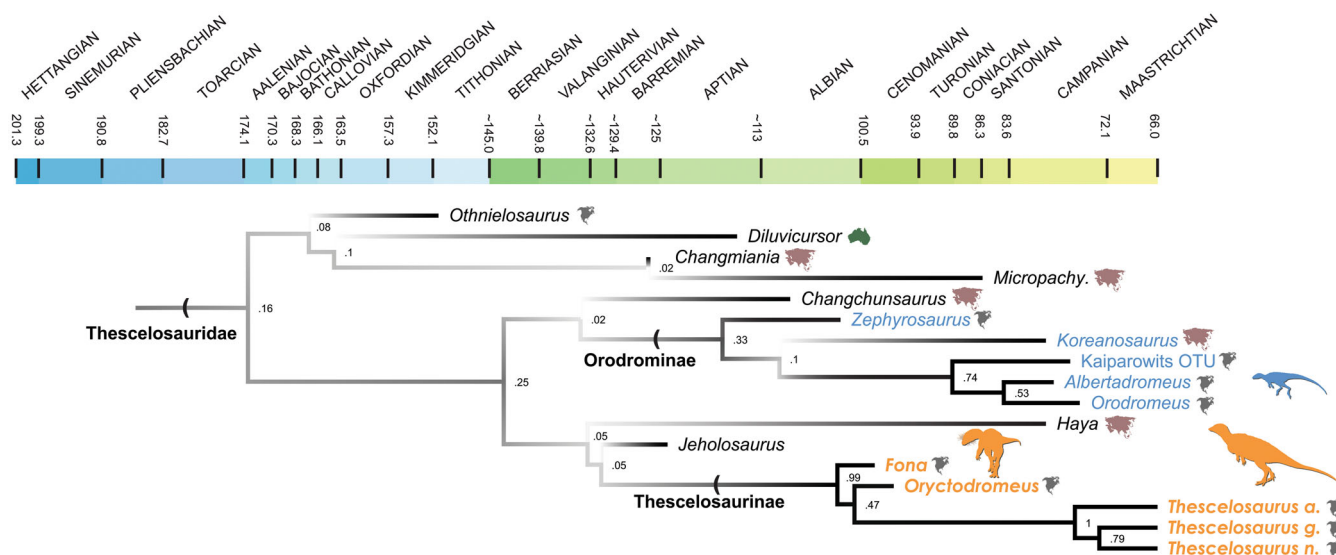 HETTANGIAN
SINEMURIAN
PLIENSBACHIAN
TOARCIAN
AALENIAN
BAJOCIAN
BATHONIAN
CALLOVIAN
OXFORDIAN
KIMMERIDGIAN
TITHONIAN
BERRIASIAN
VALANGINIAN
HAUTERIVIAN
BARREMIAN
APTIAN
ALBIAN
CENOMANIAN
TURONIAN
CONIACIAN
SANTONIAN
CAMPANIAN
MAASTRICHTIAN
201.3
199.3
190.8
182.7
174.1
170.3
168.3
166.1
163.5
157.3
152.1
~145.0
~139.8
~132.6
~129.4
~125
~113
100.5
93.9
89.8
86.3
83.6
72.1
66.0
Othnielosaurus
.08
Diluvicursor
.1
Changmiania
.02
Micropachy.
Changchunsaurus
.16
.02
Zephyrosaurus
Thescelosauridae
Orodrominae
.33
Koreanosaurus
.1
Kaiparowits OTU
.74
Albertadromeus
.25
.53
Orodromeus
Haya
.05
Jeholosaurus
.05
Fona
.99
Thescelosaurinae
Oryctodromeus
.47
Thescelosaurus a.
1
Thescelosaurus g.
.79
Thescelosaurus n.